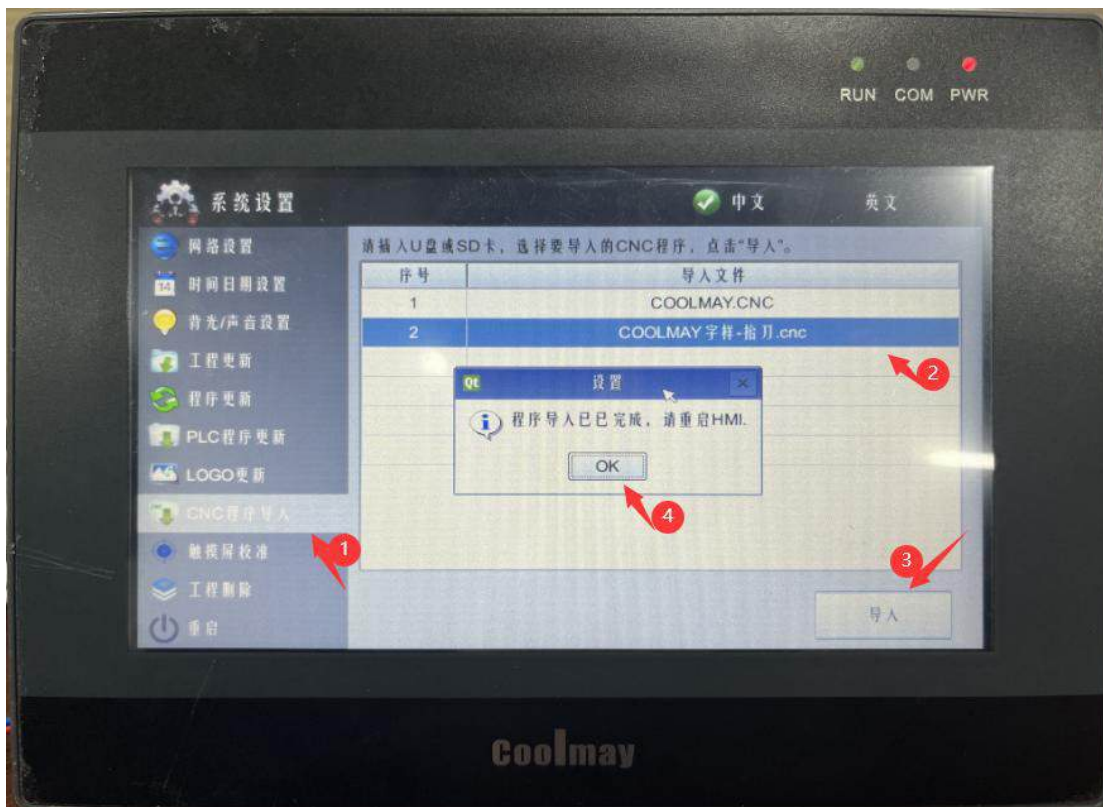 RUN COM PWR
系统设置 中文 英文
网络设置
时间日期设置
背光/声音设置
工程更新
程序更新
PLC程序更新
LOGO更新
CNC程序导入
触摸屏校准
工程删除
重启
请插入U盘或SD卡，选择要导入的CNC程序，点击“导入”。
序号 导入文件
1 COOLMAY.CNC
2 COOLMAY字样-抬刀.cnc
Qt 设置
程序导入已已完成，请重启HMI.
OK
导入
1
2
3
4
14
Coolmay